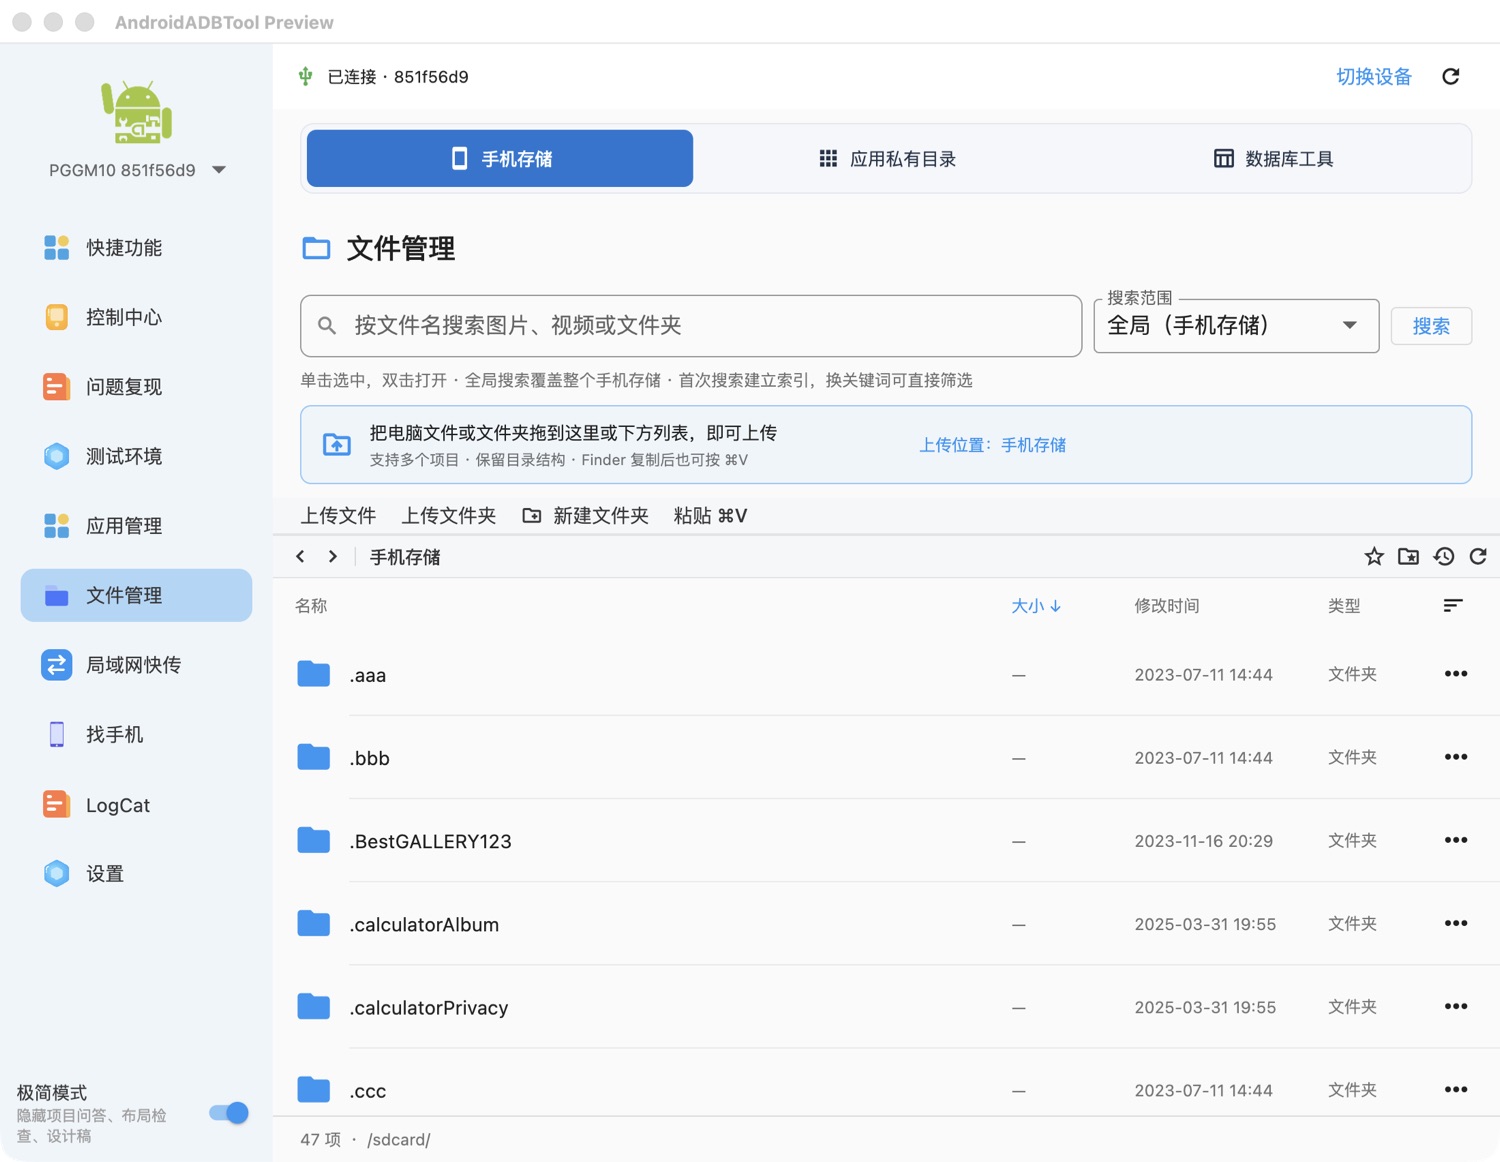 AndroidADBTool Preview
PGGM10 851f56d9
快捷功能
控制中心
问题复现
测试环境
应用管理
文件管理
局域网快传
找手机
LogCat
设置
极简模式
隐藏项目问答、布局检
查、设计稿
已连接 · 851f56d9
切换设备
手机存储
应用私有目录
数据库工具
文件管理
按文件名搜索图片、视频或文件夹
搜索范围
全局（手机存储）
搜索
单击选中，双击打开 · 全局搜索覆盖整个手机存储 · 首次搜索建立索引，换关键词可直接筛选
把电脑文件或文件夹拖到这里或下方列表，即可上传
支持多个项目 · 保留目录结构 · Finder 复制后也可按 ⌘V
上传位置：手机存储
上传文件 上传文件夹 新建文件夹 粘贴 ⌘V
手机存储
名称 大小 ↓ 修改时间 类型
.aaa — 2023-07-11 14:44 文件夹
.bbb — 2023-07-11 14:44 文件夹
.BestGALLERY123 — 2023-11-16 20:29 文件夹
.calculatorAlbum — 2025-03-31 19:55 文件夹
.calculatorPrivacy — 2025-03-31 19:55 文件夹
.ccc — 2023-07-11 14:44 文件夹
47 项 · /sdcard/